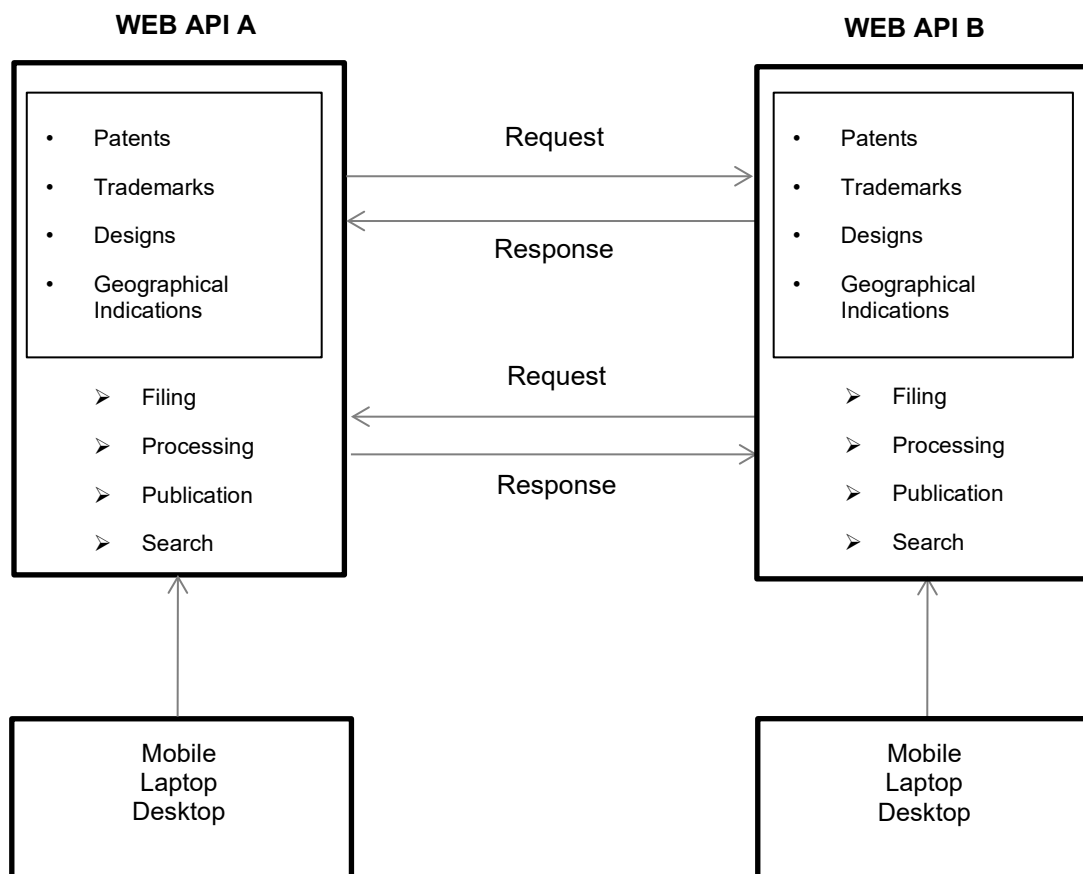 WEB API A
WEB API B
• Patents
• Trademarks
• Designs
• Geographical
Indications
➢ Filing
➢ Processing
➢ Publication
➢ Search
Request
Response
Request
Response
• Patents
• Trademarks
• Designs
• Geographical
Indications
➢ Filing
➢ Processing
➢ Publication
➢ Search
Mobile
Laptop
Desktop
Mobile
Laptop
Desktop